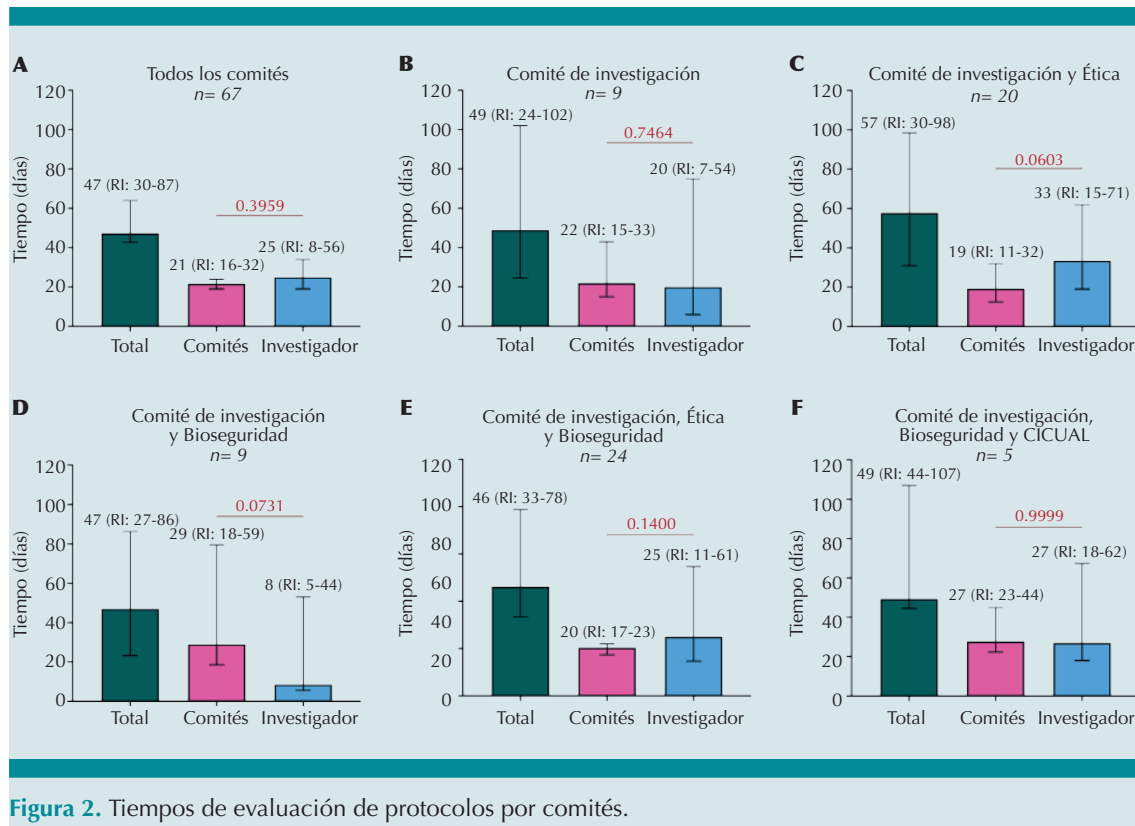 A
Todos los comités
n= 67
120
100
80
60
40
20
0
Tiempo (días)
47 (RI: 30-87)
0.3959
21 (RI: 16-32)
25 (RI: 8-56)
Total Comités Investigador
B
Comité de investigación
n= 9
120
100
80
60
40
20
0
Tiempo (días)
49 (RI: 24-102)
0.7464
22 (RI: 15-33)
20 (RI: 7-54)
Total Comités Investigador
C
Comité de investigación y Ética
n= 20
120
100
80
60
40
20
0
Tiempo (días)
57 (RI: 30-98)
0.0603
19 (RI: 11-32)
33 (RI: 15-71)
Total Comités Investigador
D
Comité de investigación
y Bioseguridad
n= 9
120
100
80
60
40
20
0
Tiempo (días)
47 (RI: 27-86)
0.0731
29 (RI: 18-59)
8 (RI: 5-44)
Total Comités Investigador
E
Comité de investigación, Ética
y Bioseguridad
n= 24
120
100
80
60
40
20
0
Tiempo (días)
46 (RI: 33-78)
0.1400
20 (RI: 17-23)
25 (RI: 11-61)
Total Comités Investigador
F
Comité de investigación,
Bioseguridad y CICUAL
n= 5
120
100
80
60
40
20
0
Tiempo (días)
49 (RI: 44-107)
0.9999
27 (RI: 23-44)
27 (RI: 18-62)
Total Comités Investigador
Figura 2. Tiempos de evaluación de protocolos por comités.